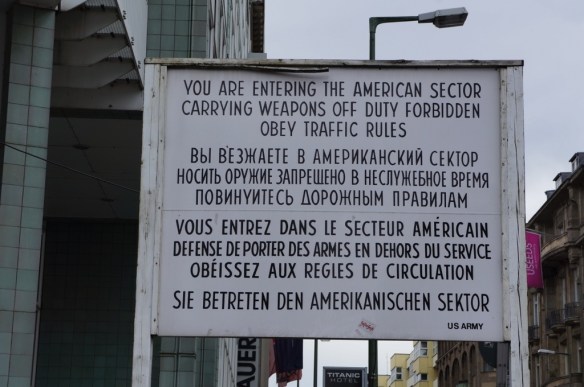 YOU ARE ENTERING THE AMERICAN SECTOR
CARRYING WEAPONS OFF DUTY FORBIDDEN
OBEY TRAFFIC RULES
ВЫ ВЪЕЗЖАЕТЕ В АМЕРИКАНСКИЙ СЕКТОР
НОСИТЬ ОРУЖИЕ ЗАПРЕЩЕНО В НЕСЛУЖЕБНОЕ ВРЕМЯ
ПОВИНУЙТЕСЬ ДОРОЖНЫМ ПРАВИЛАМ
VOUS ENTREZ DANS LE SECTEUR AMÉRICAIN
DEFENSE DE PORTER DES ARMES EN DEHORS DU SERVICE
OBÉISSEZ AUX REGLES DE CIRCULATION
SIE BETRETEN DEN AMERIKANISCHEN SEKTOR
US ARMY
AUER
TITANIC
HOTEL